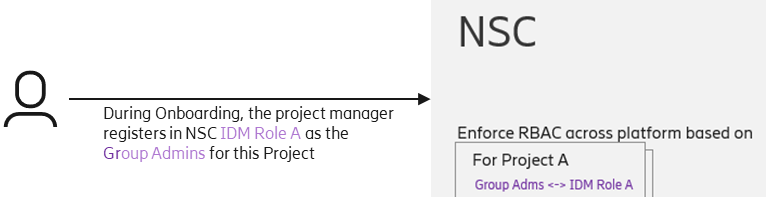 NSC
During Onboarding, the project manager
registers in NSC IDM Role A as the
Group Admins for this Project
Enforce RBAC across platform based on
For Project A
Group Adms <-> IDM Role A